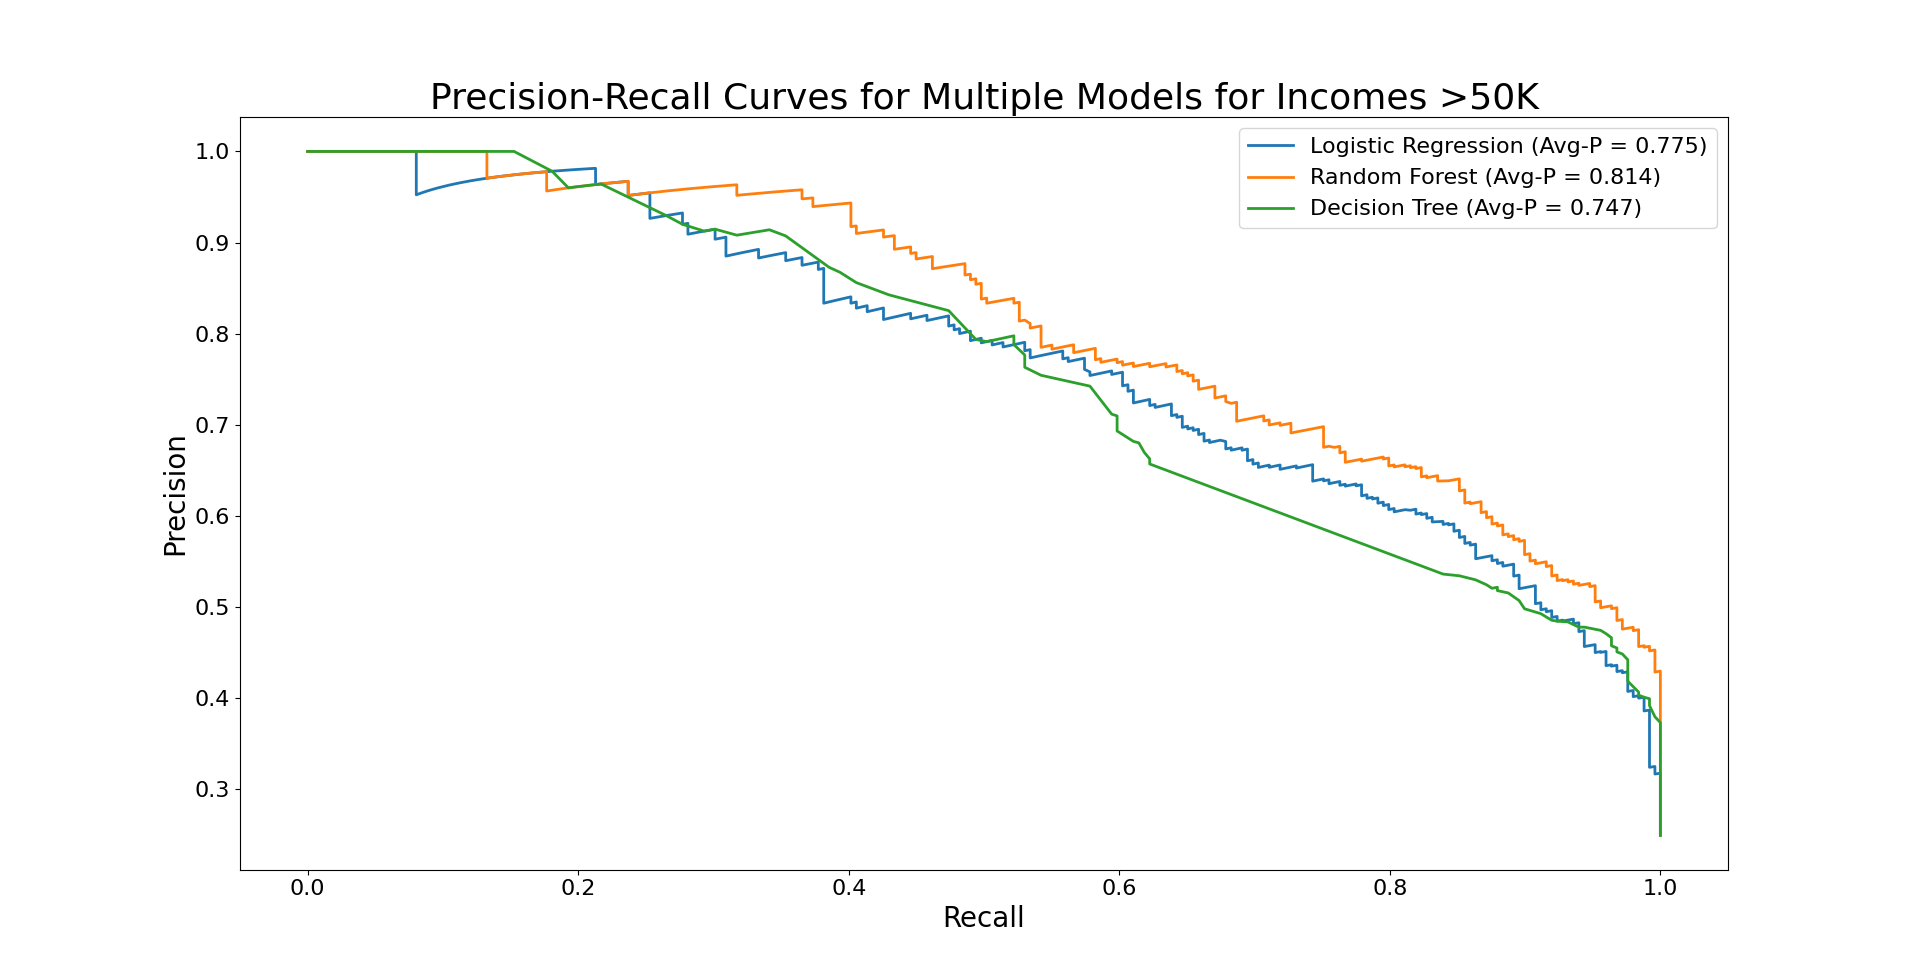 Precision-Recall Curves for Multiple Models for Incomes >50K
Logistic Regression (Avg-P = 0.775)
Random Forest (Avg-P = 0.814)
Decision Tree (Avg-P = 0.747)
Precision
1.0
0.9
0.8
0.7
0.6
0.5
0.4
0.3
0.0 0.2 0.4 0.6 0.8 1.0
Recall